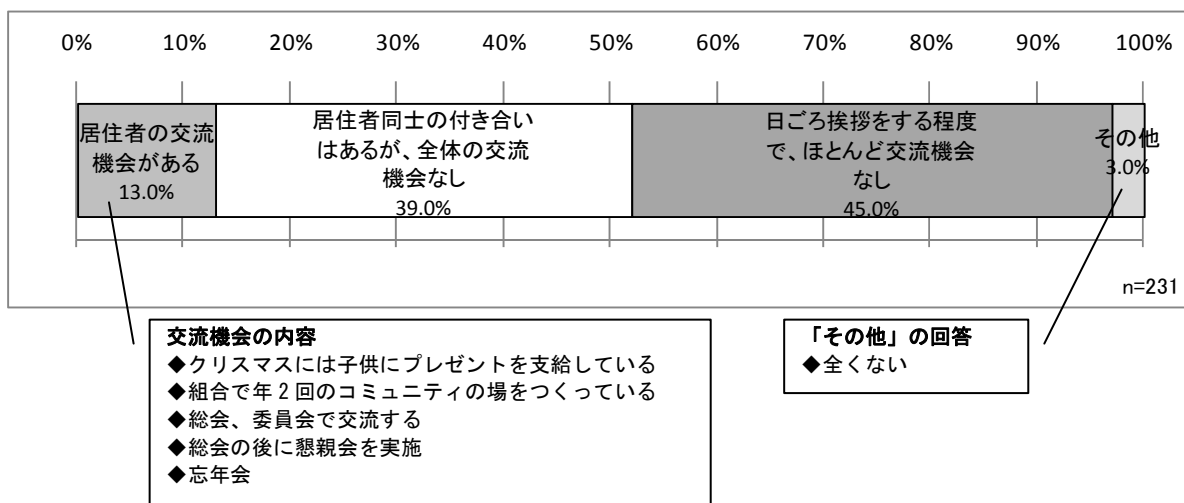 0% 10% 20% 30% 40% 50% 60% 70% 80% 90% 100%
居住者の交流
機会がある
13.0%
居住者同士の付き合い
はあるが、全体の交流
機会なし
39.0%
日ごろ挨拶をする程度
で、ほとんど交流機会
なし
45.0%
その他
3.0%
n=231
交流機会の内容
◆クリスマスには子供にプレゼントを支給している
◆組合で年2回のコミュニティの場をつくっている
◆総会、委員会で交流する
◆総会の後に懇親会を実施
◆忘年会
「その他」の回答
◆全くない